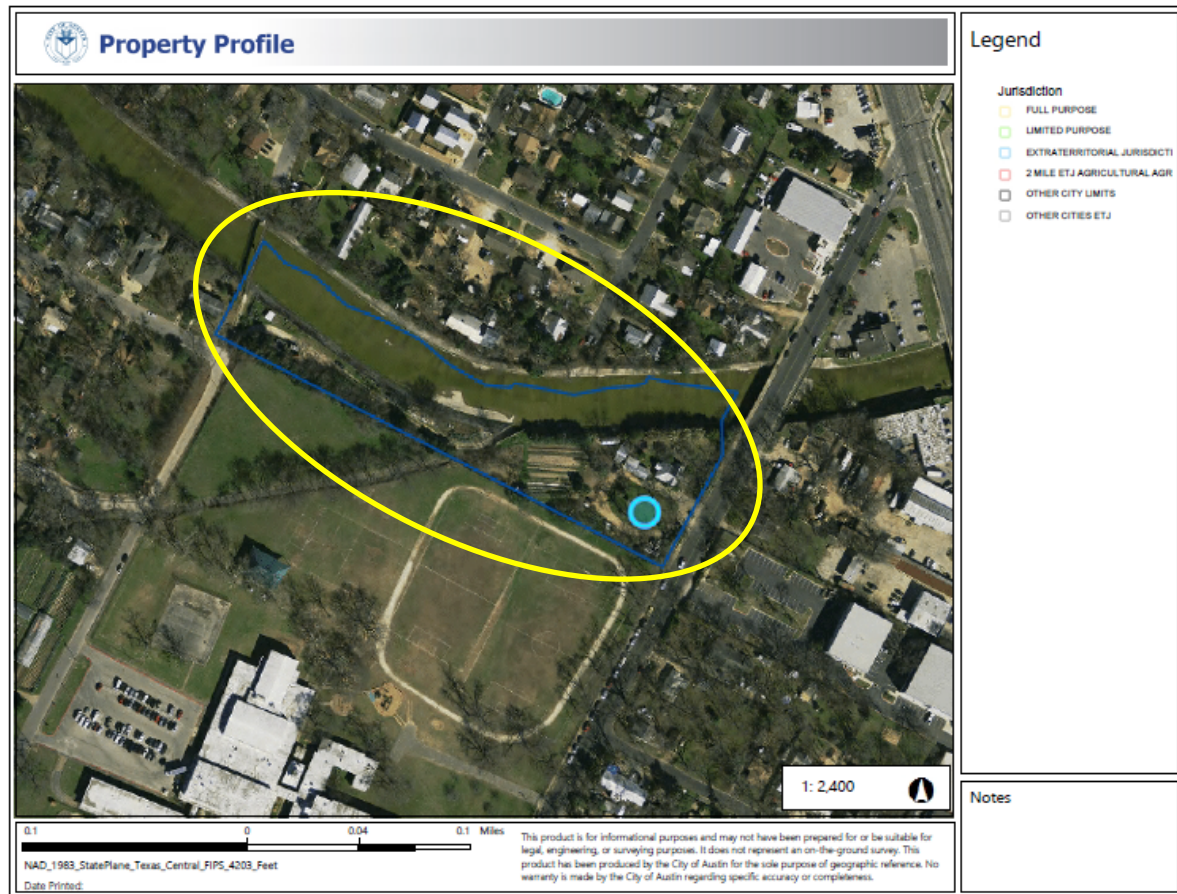 Property Profile
Legend
Jurisdiction
FULL PURPOSE
LIMITED PURPOSE
EXTRATERRITORIAL JURISDICTI
2 MILE ETJ AGRICULTURAL AGR
OTHER CITY LIMITS
OTHER CITIES ETJ
1: 2,400
Notes
0.1 0 0.04 0.1 Miles
NAD_1983_StatePlane_Texas_Central_FIPS_4203_Feet
Date Printed:
This product is for informational purposes and may not have been prepared for or be suitable for
legal, engineering, or surveying purposes. It does not represent an on-the-ground survey. This
product has been produced by the City of Austin for the sole purpose of geographic reference. No
warranty is made by the City of Austin regarding specific accuracy or completeness.